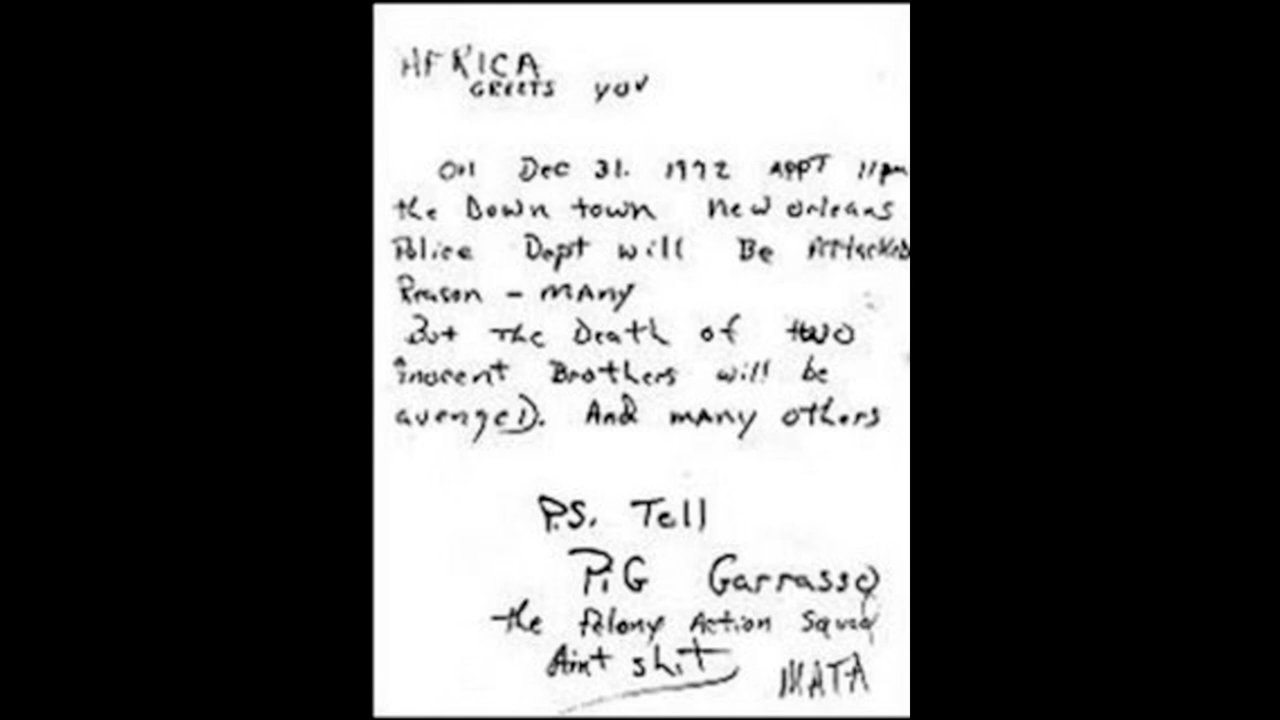 AFRICA
GREETS YOU
On Dec 31. 1972 APPT 11pm
the Down town New orleans
Police Dept will Be Attacked
Reason - MANy
But The Death of two
inocent Brothers will be
avengeD. And many others
P.S. Tell
PiG Garrasso
the felony Action Squad
Ain't shit
MATA